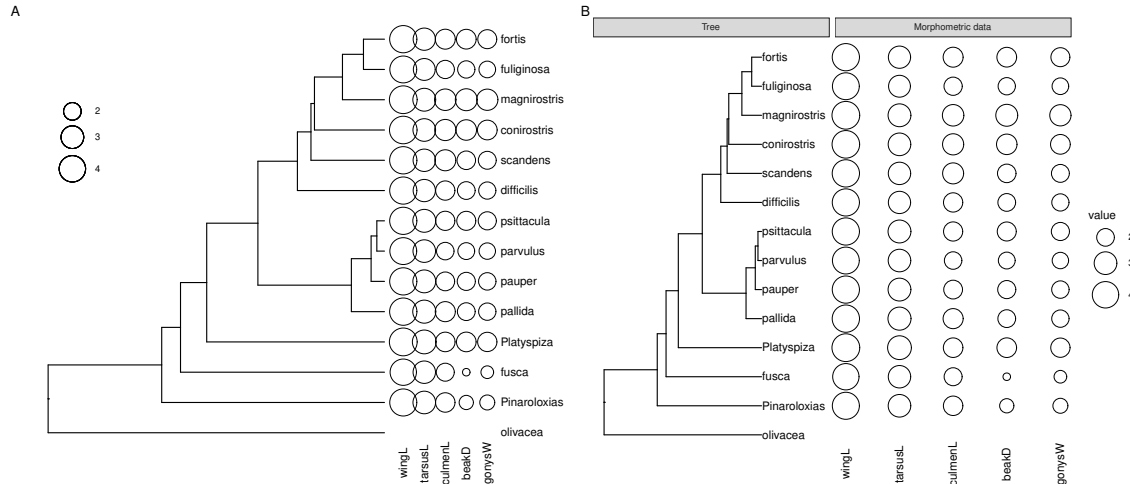 A
2
3
4
fortis
fuliginosa
magnirostris
conirostris
scandens
difficilis
psittacula
parvulus
pauper
pallida
Platyspiza
fusca
Pinaroloxias
olivacea
wingL
tarsusL
culmenL
beakD
gonysW
B
Tree
Morphometric data
fortis
fuliginosa
magnirostris
conirostris
scandens
difficilis
psittacula
parvulus
pauper
pallida
Platyspiza
fusca
Pinaroloxias
olivacea
wingL
tarsusL
culmenL
beakD
gonysW
value
2
3